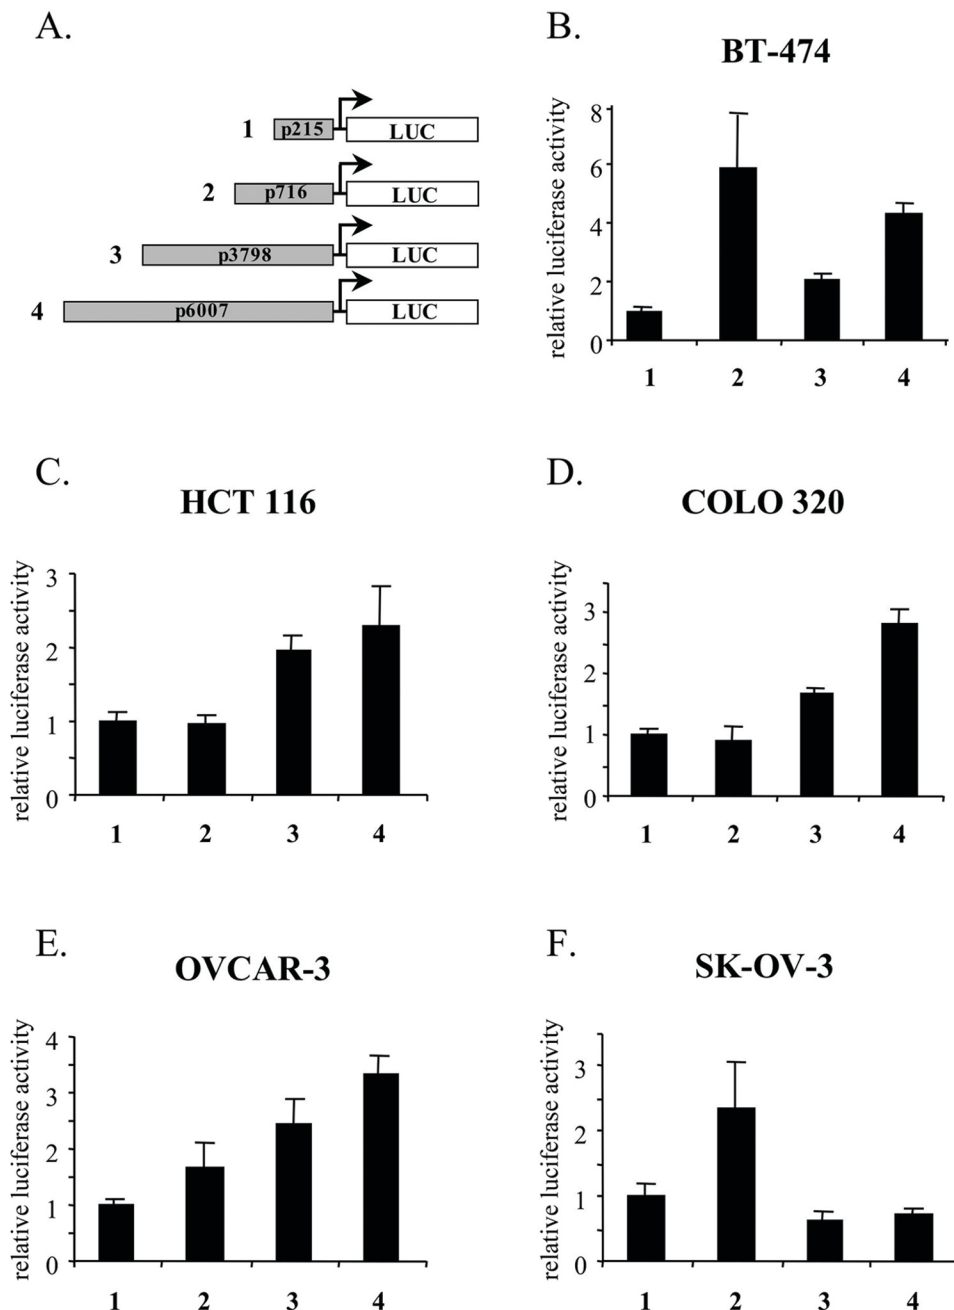 A.
1 p215 LUC
2 p716 LUC
3 p3798 LUC
4 p6007 LUC
B.
BT-474
relative luciferase activity
8
6
4
2
0
1 2 3 4
C.
HCT 116
relative luciferase activity
3
2
1
0
1 2 3 4
D.
COLO 320
relative luciferase activity
3
2
1
0
1 2 3 4
E.
OVCAR-3
relative luciferase activity
4
3
2
1
0
1 2 3 4
F.
SK-OV-3
relative luciferase activity
3
2
1
0
1 2 3 4